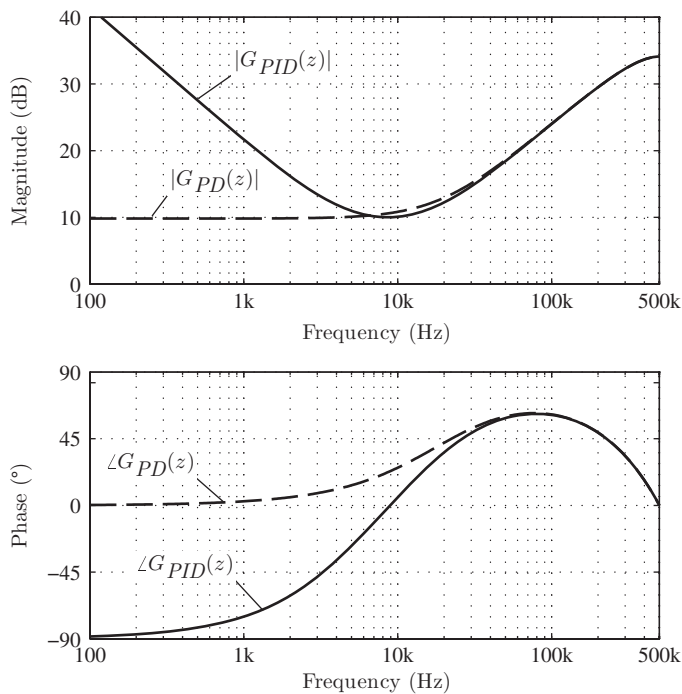 40
30
20
10
0
Magnitude (dB)
|G_PID(z)|
|G_PD(z)|
100
1k
10k
100k
500k
Frequency (Hz)
90
45
0
−45
−90
Phase (°)
∠G_PD(z)
∠G_PID(z)
100
1k
10k
100k
500k
Frequency (Hz)